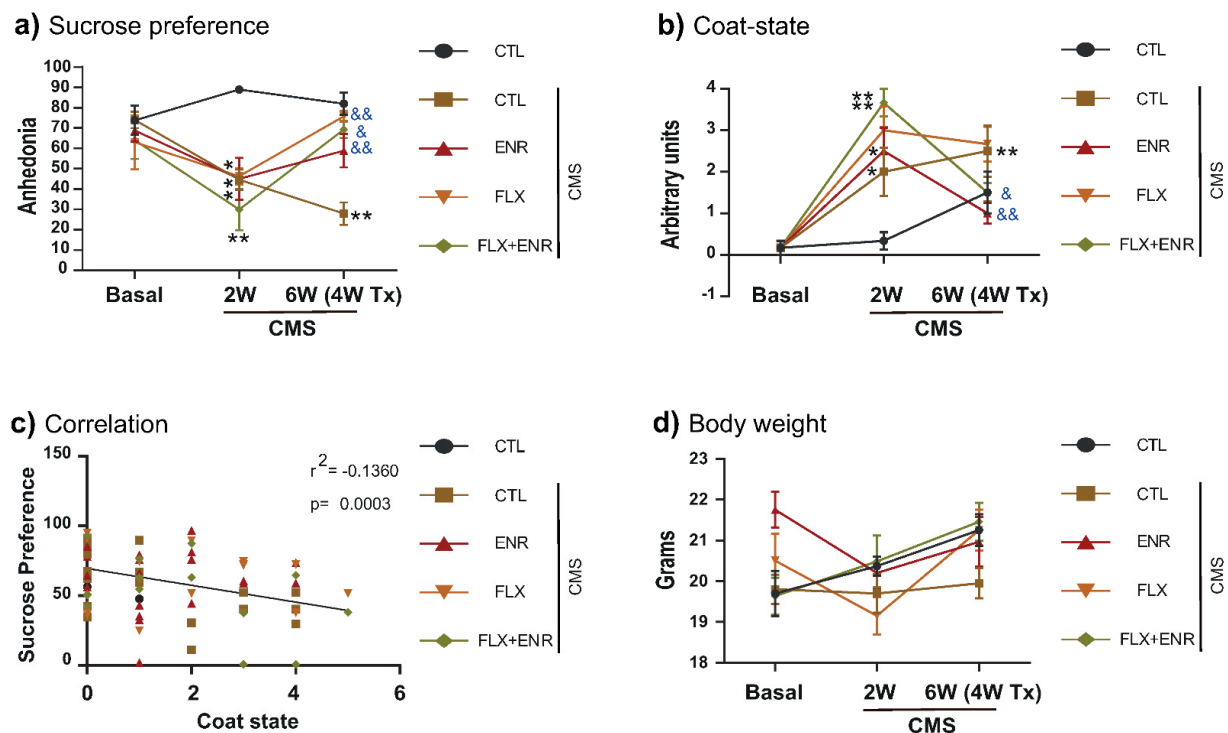 a) Sucrose preference
Anhedonia
100
90
80
70
60
50
40
30
20
10
0
***
**
**
&&
&
&&
Basal 2W 6W (4W Tx)
CMS
CTL
CTL
ENR
FLX
FLX+ENR
CMS
b) Coat-state
Arbitrary units
4
3
2
1
0
-1
**
**
*
*
**
&
&&
Basal 2W 6W (4W Tx)
CMS
CTL
CTL
ENR
FLX
FLX+ENR
CMS
c) Correlation
Sucrose Preference
150
100
50
0
r2= -0.1360
p= 0.0003
0 2 4 6
Coat state
CTL
CTL
ENR
FLX
FLX+ENR
CMS
d) Body weight
Grams
23
22
21
20
19
18
Basal 2W 6W (4W Tx)
CMS
CTL
CTL
ENR
FLX
FLX+ENR
CMS